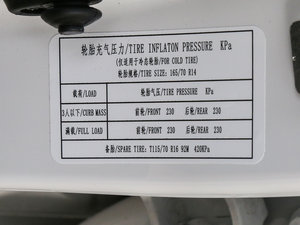 轮胎充气压力/TIRE INFLATON PRESSURE KPa
(仅适用于冷态轮胎/FOR COLD TIRE)
轮胎规格/TIRE SIZE: 165/70 R14
载荷/LOAD 轮胎气压/TIRE PRESSURE KPa
3人以下/CURB MASS 前轮/FRONT 230 后轮/REAR 230
满载/FULL LOAD 前轮/FRONT 230 后轮/REAR 230
备胎/SPARE TIRE: T115/70 R16 92M 420KPa